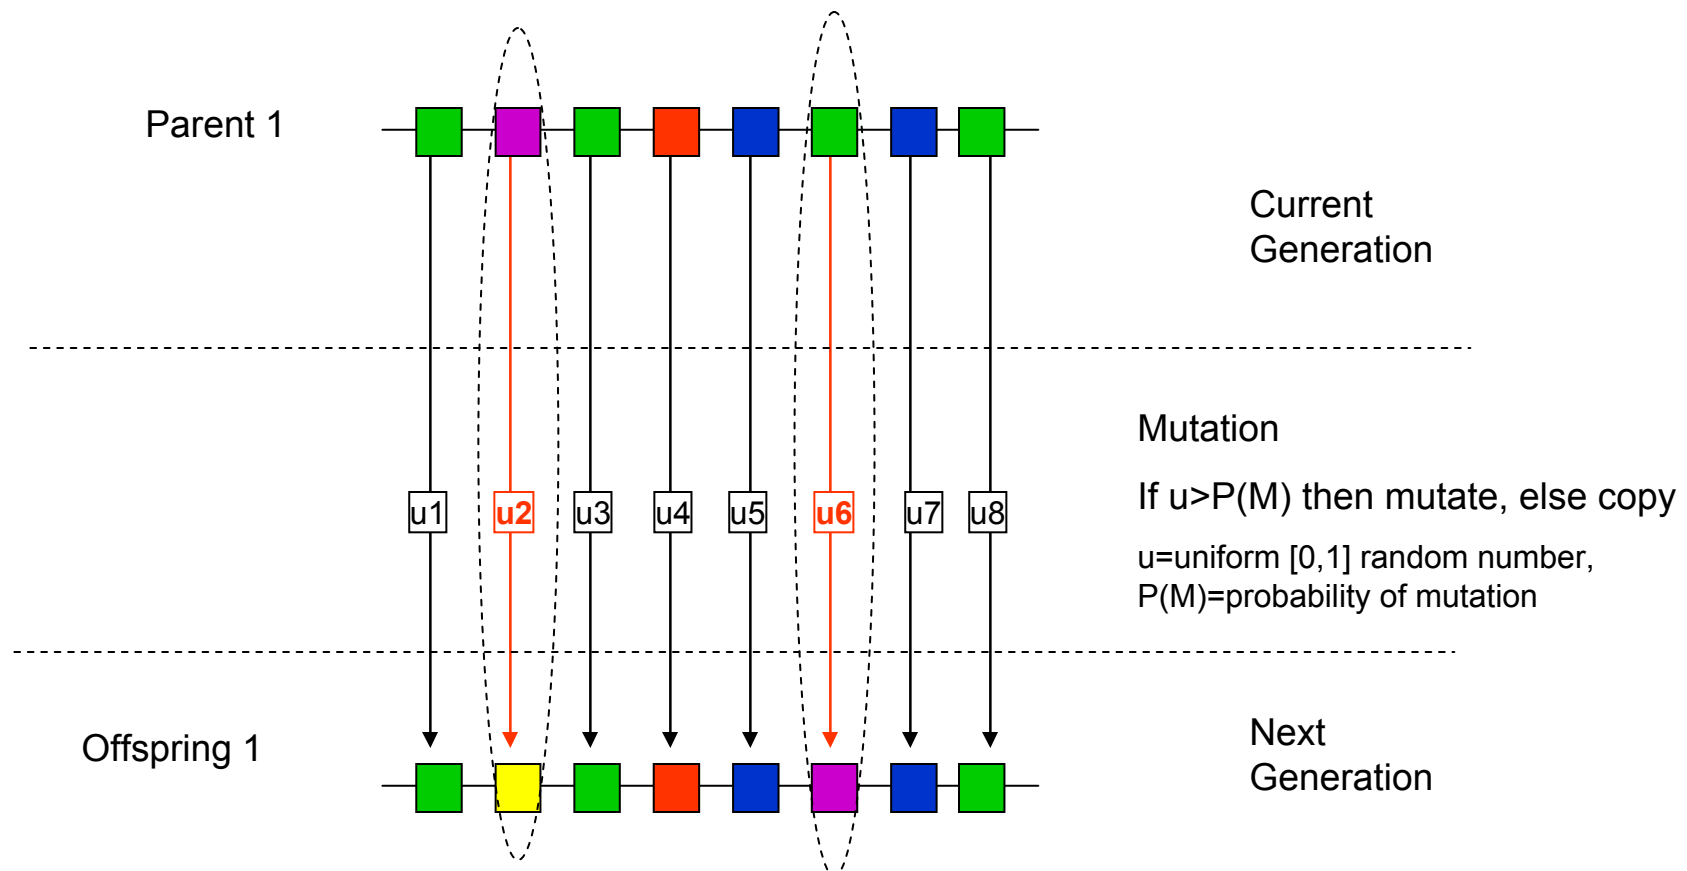 Parent 1
Current
Generation
Mutation
If u>P(M) then mutate, else copy
u1 u2 u3 u4 u5 u6 u7 u8
u=uniform [0,1] random number,
P(M)=probability of mutation
Offspring 1
Next
Generation